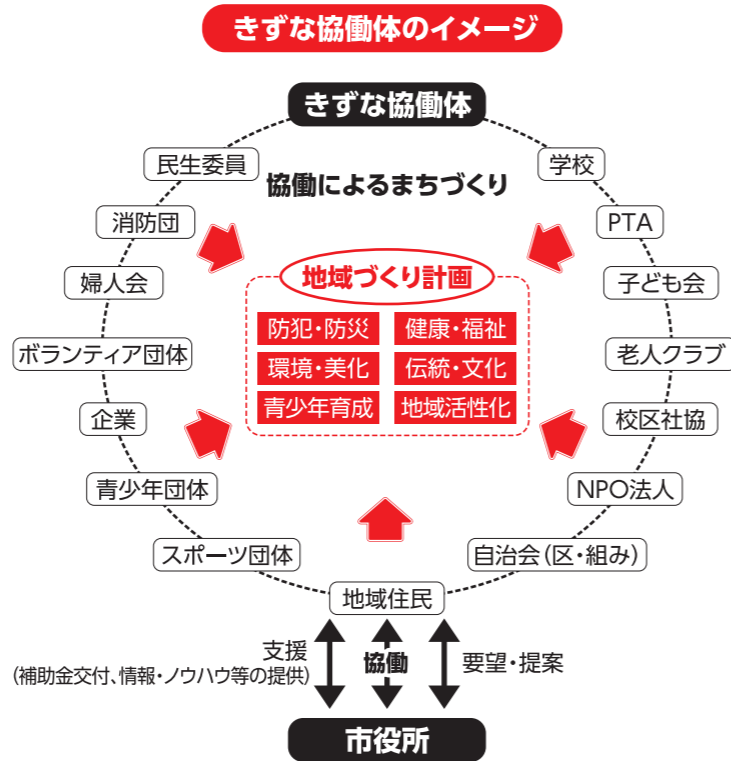 きずな協働体のイメージ
きずな協働体
民生委員
学校
協働によるまちづくり
消防団
PTA
地域づくり計画
婦人会
子ども会
防犯・防災
健康・福祉
ボランティア団体
環境・美化
伝統・文化
老人クラブ
企業
青少年育成
地域活性化
校区社協
青少年団体
NPO法人
スポーツ団体
自治会(区・組み)
地域住民
支援
(補助金交付、情報・ノウハウ等の提供)
協働
要望・提案
市役所